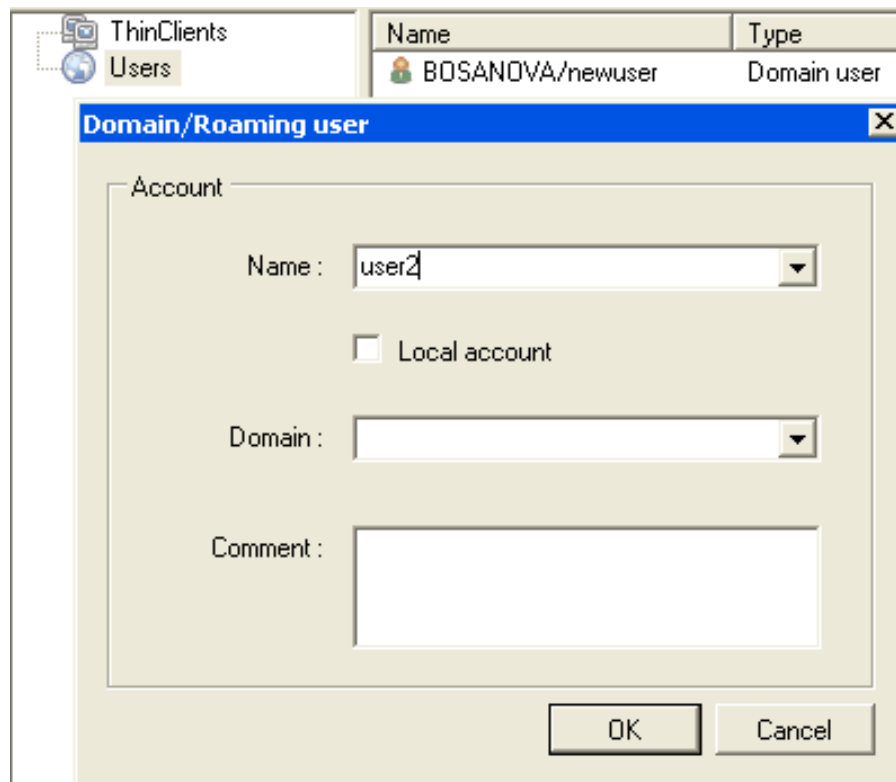 ThinClients
Users
Name Type
BOSANOVA/newuser Domain user
Domain/Roaming user
Account
Name : user2
Local account
Domain :
Comment :
OK Cancel